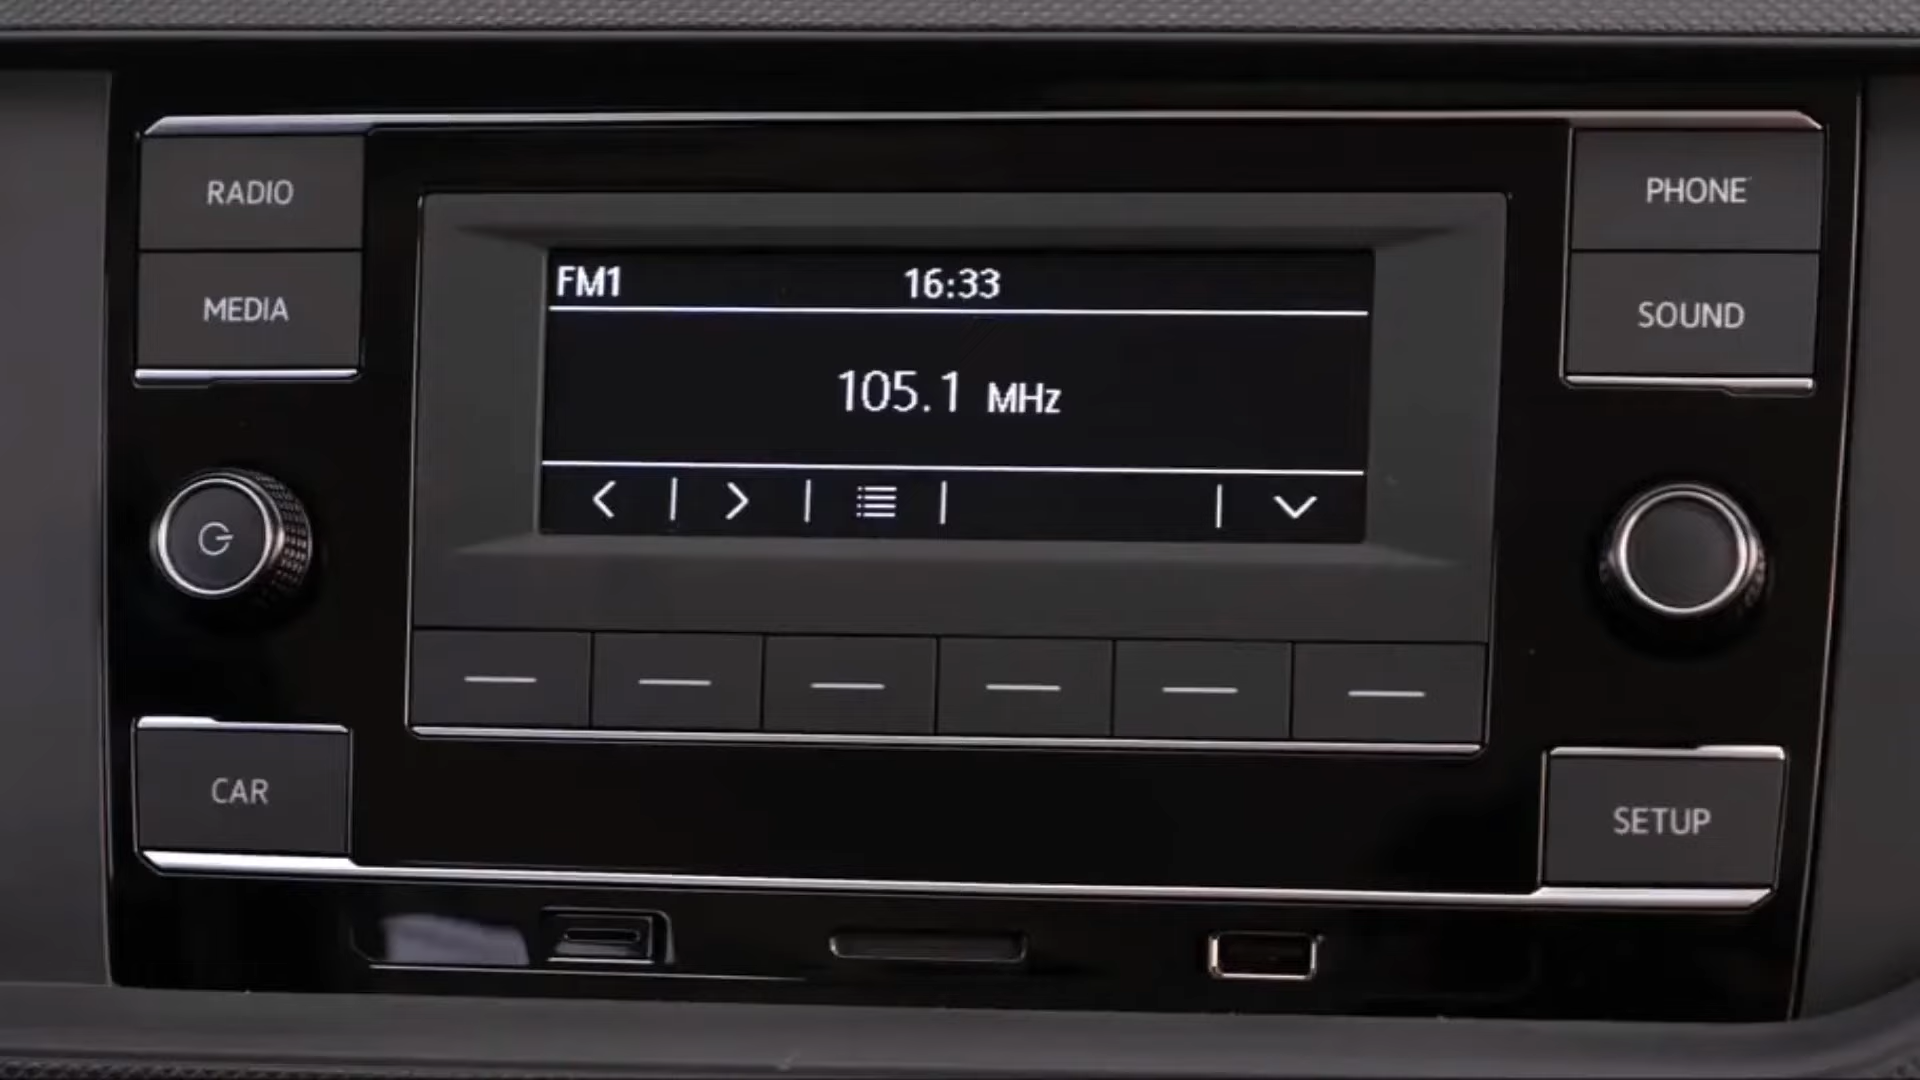 RADIO
MEDIA
CAR
FM1 16:33
105.1 MHz
PHONE
SOUND
SETUP